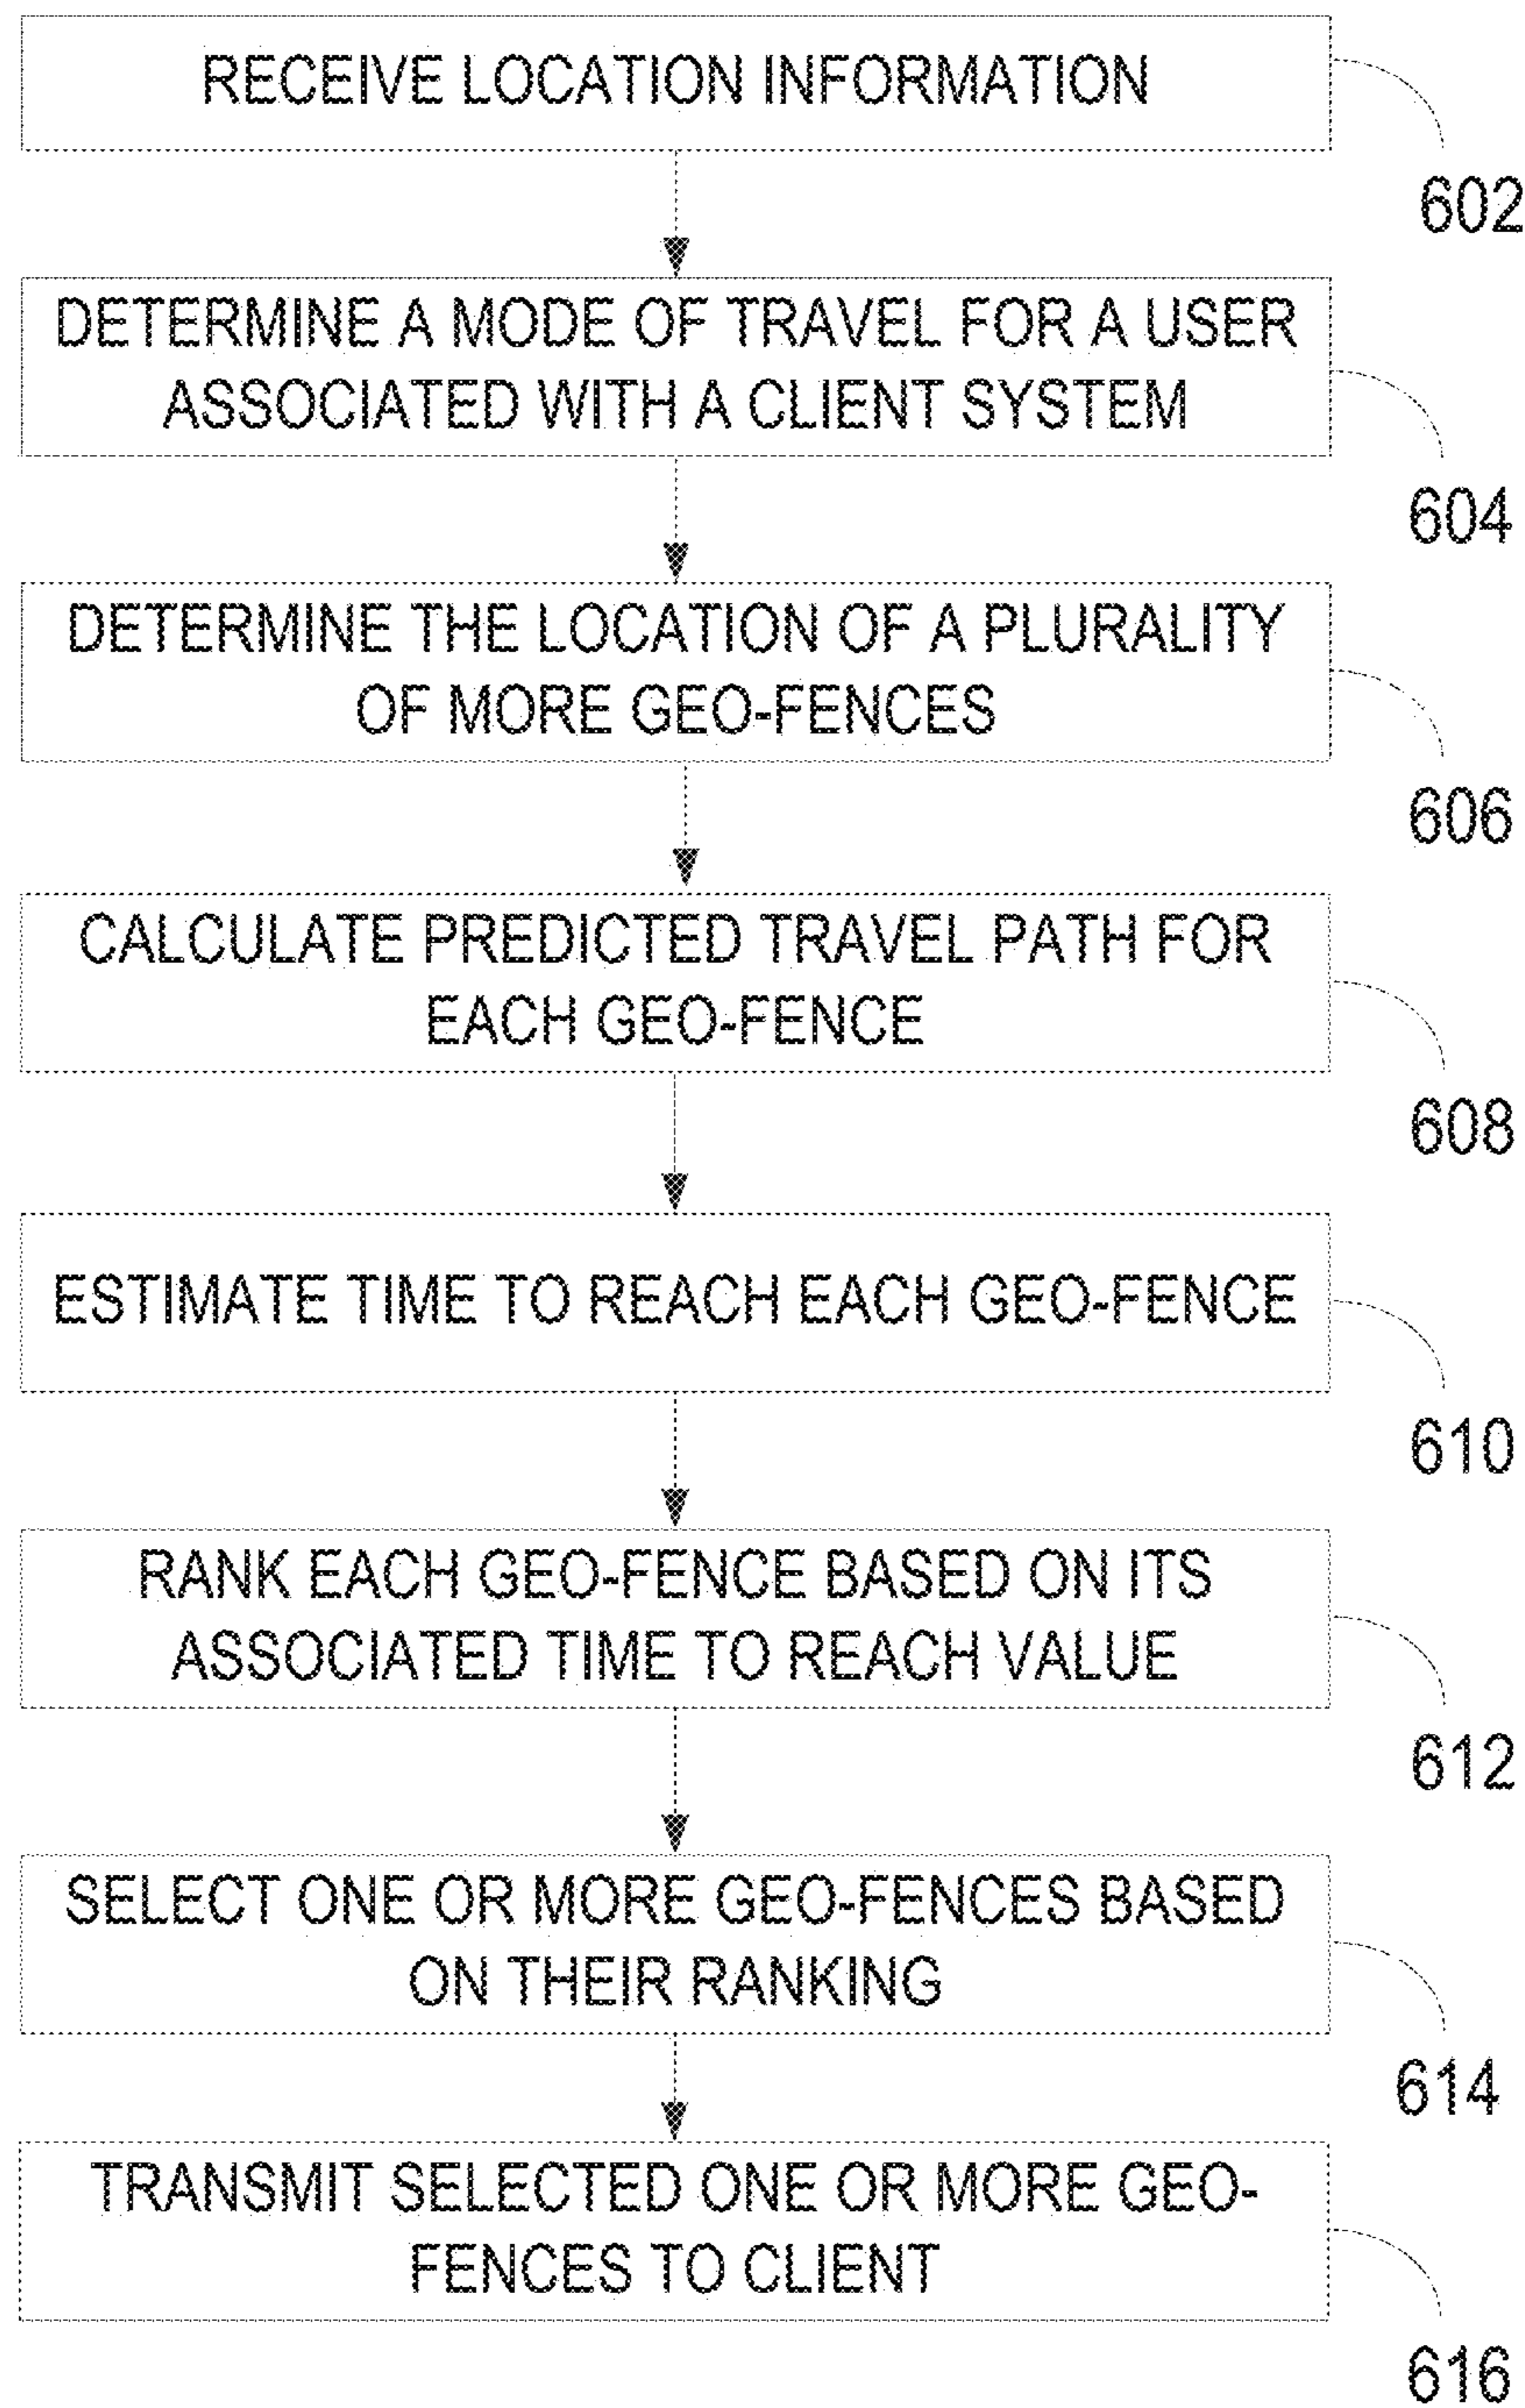 RECEIVE LOCATION INFORMATION
602
DETERMINE A MODE OF TRAVEL FOR A USER
ASSOCIATED WITH A CLIENT SYSTEM
604
DETERMINE THE LOCATION OF A PLURALITY
OF MORE GEO-FENCES
606
CALCULATE PREDICTED TRAVEL PATH FOR
EACH GEO-FENCE
608
ESTIMATE TIME TO REACH EACH GEO-FENCE
610
RANK EACH GEO-FENCE BASED ON ITS
ASSOCIATED TIME TO REACH VALUE
612
SELECT ONE OR MORE GEO-FENCES BASED
ON THEIR RANKING
614
TRANSMIT SELECTED ONE OR MORE GEO-
FENCES TO CLIENT
616